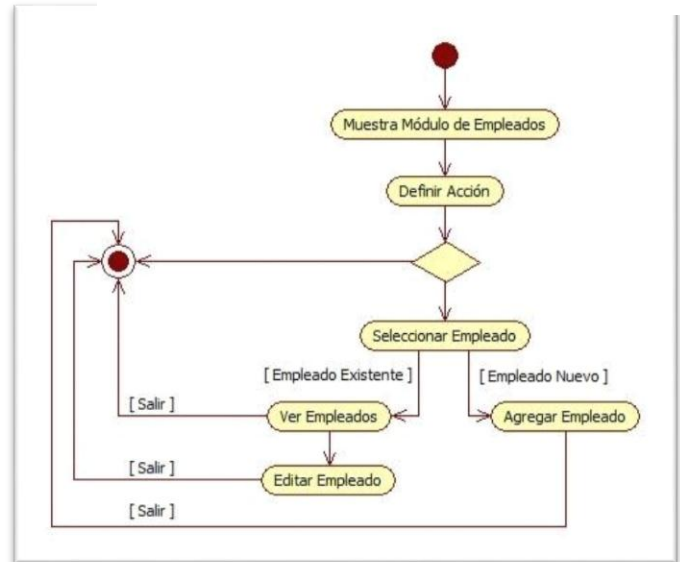 Muestra Módulo de Empleados
Definir Acción
Seleccionar Empleado
[ Empleado Existente ]
[ Empleado Nuevo ]
[ Salir ]
Ver Empleados
Agregar Empleado
[ Salir ]
Editar Empleado
[ Salir ]